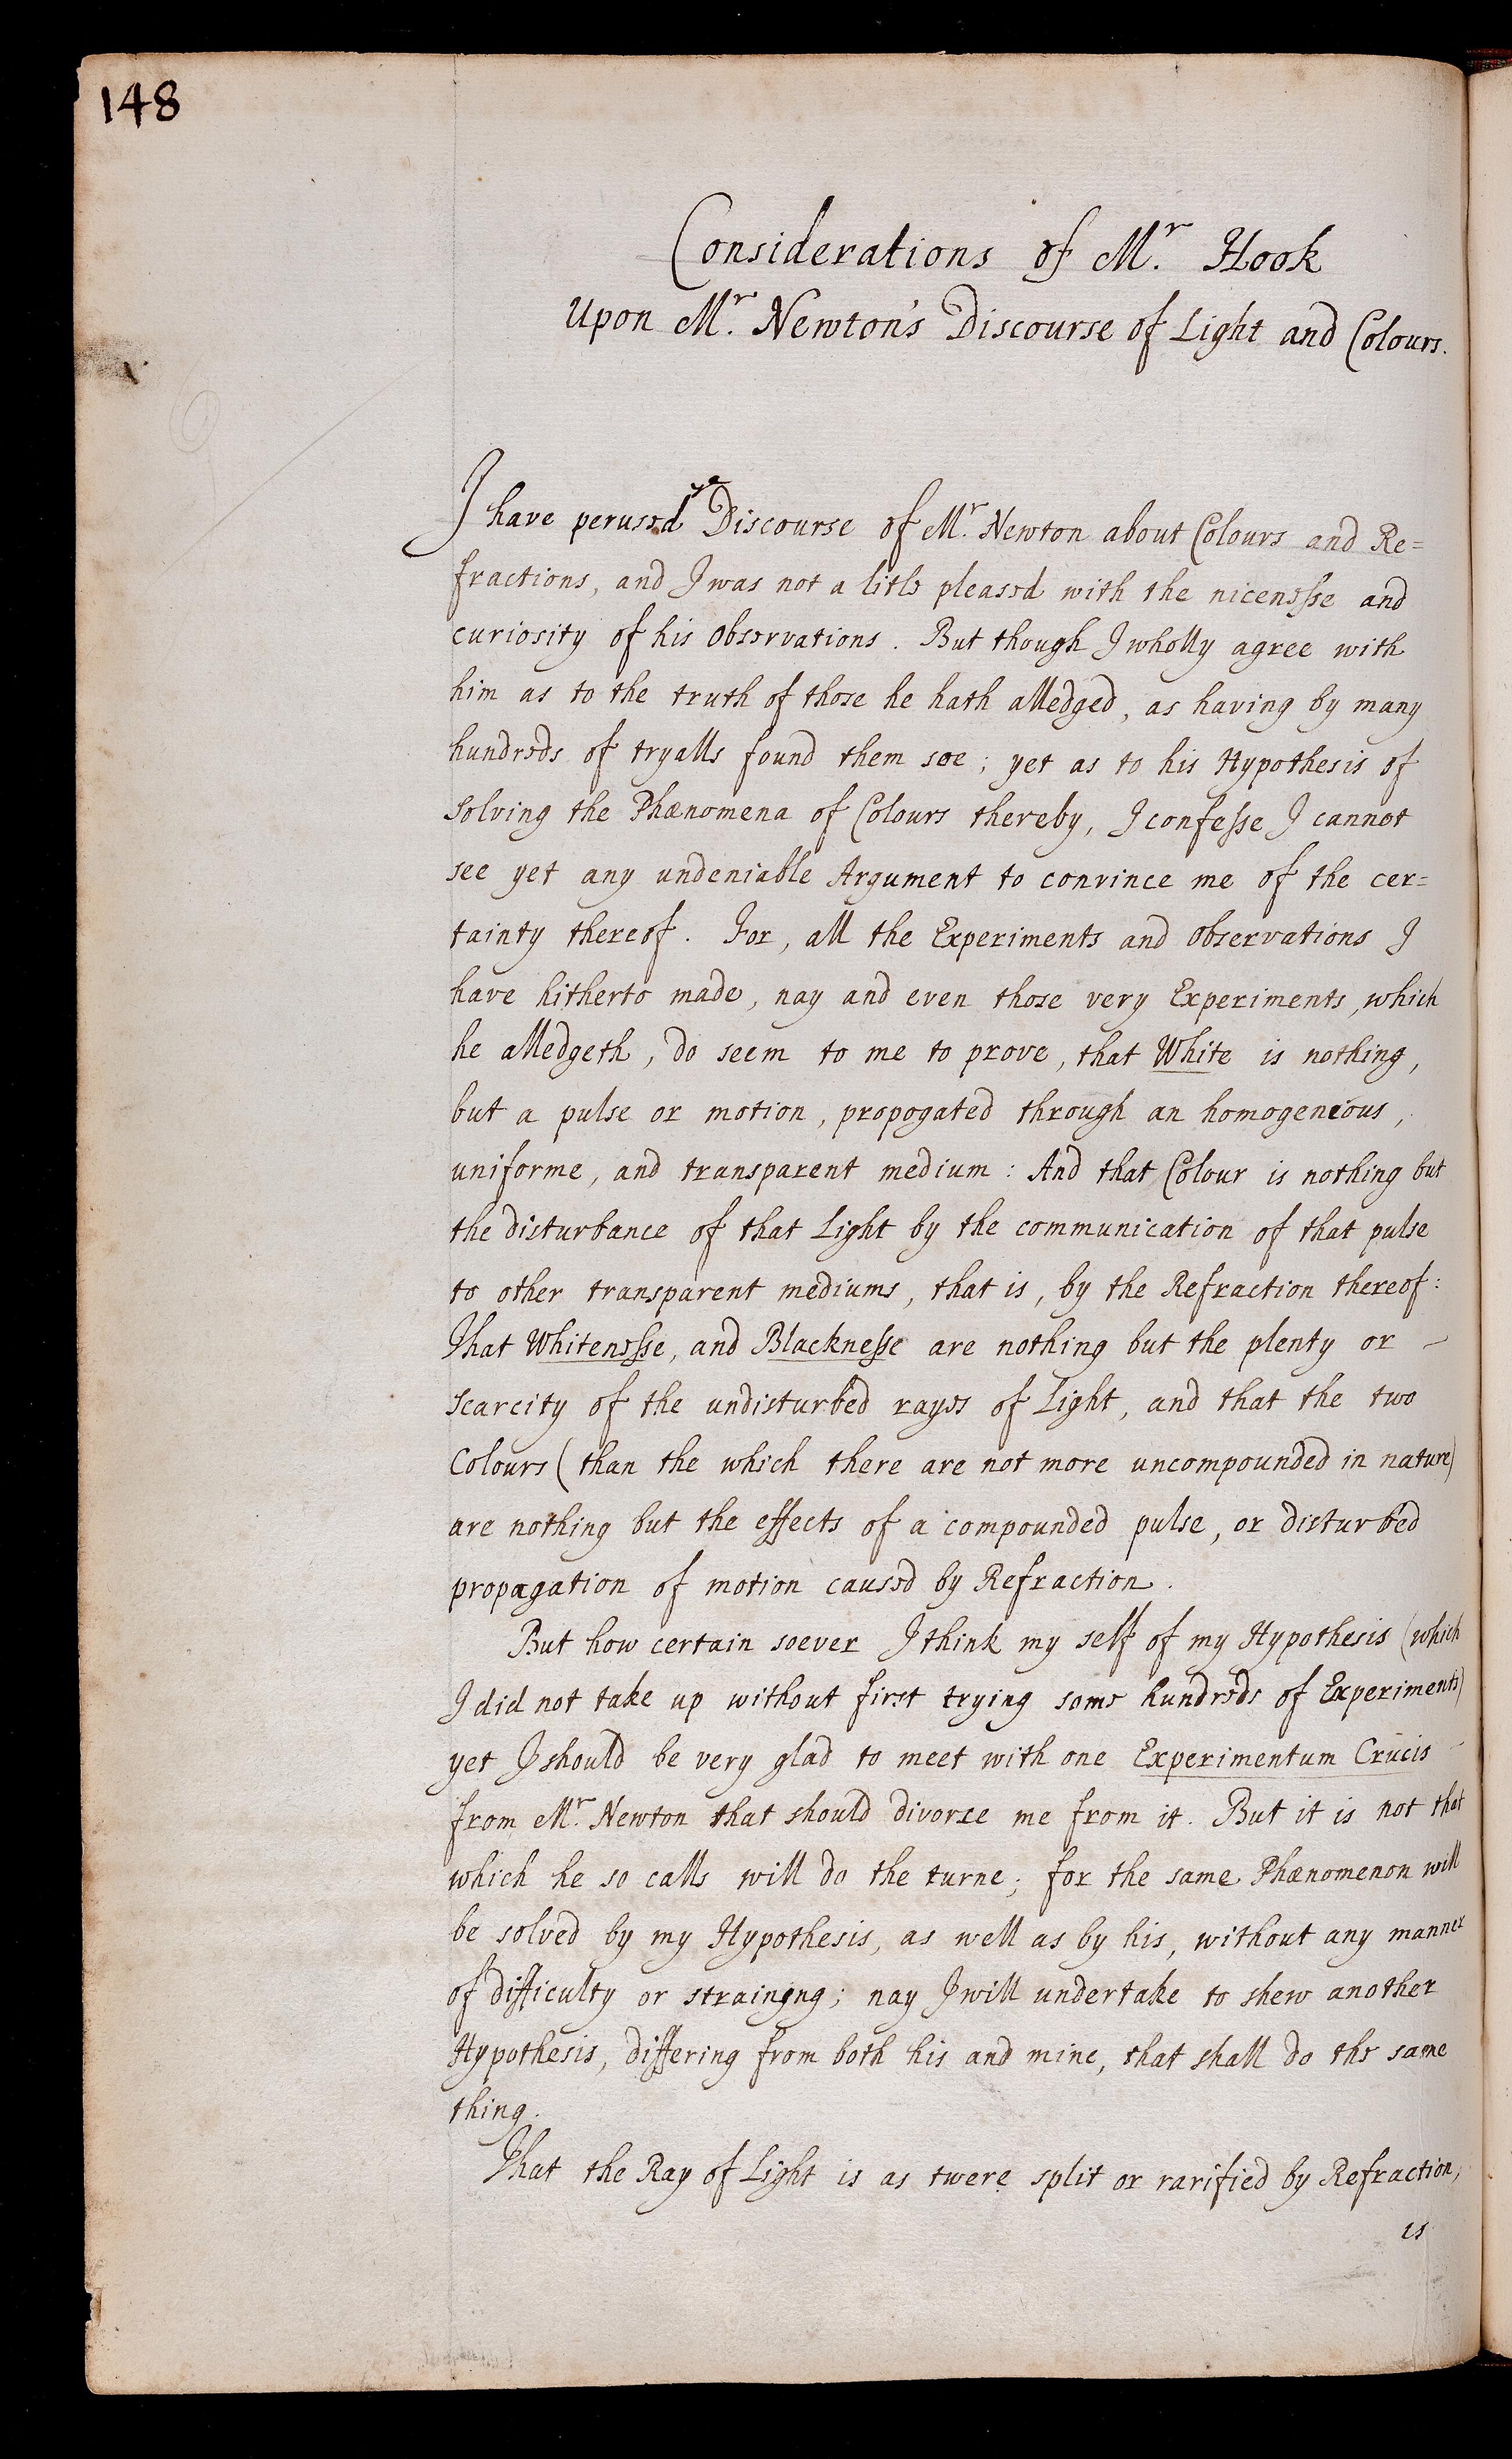 148
Considerations of Mr. Hook
Upon Mr. Newton's Discourse of Light and Colours.
I have perused ye Discourse of Mr. Newton about Colours and Re=
fractions, and I was not a litle pleased with the nicenesse and
curiosity of his Observations. But though I wholly agree with
him as to the truth of those he hath alledged, as having by many
hundreds of tryalls found them soe; yet as to his Hypothesis of
solving the Phænomena of Colours thereby, I confesse I cannot
see yet any undeniable Argument to convince me of the cer=
tainty thereof. For, all the Experiments and Observations I
have hitherto made, nay and even those very Experiments, which
he alledgeth, do seem to me to prove, that White is nothing,
but a pulse or motion, propogated through an homogeneous,
uniforme, and transparent medium: And that Colour is nothing but
the disturbance of that Light by the communication of that pulse
to other transparent mediums, that is, by the Refraction thereof:
That Whitenesse, and Blacknesse are nothing but the plenty or -
scarcity of the undisturbed rayes of Light, and that the two
Colours (than the which there are not more uncompounded in nature)
are nothing but the effects of a compounded pulse, or disturbed
propagation of motion caused by Refraction.
But how certain soever I think my self of my Hypothesis (which
I did not take up without first trying some hundreds of Experiments)
yet I should be very glad to meet with one Experimentum Crucis -
from Mr. Newton that should divorce me from it. But it is not that
which he so calls will do the turne; for the same Phænomenon will
be solved by my Hypothesis, as well as by his, without any manner
of difficulty or straining; nay I will undertake to shew another
Hypothesis, differing from both his and mine, that shall do the same
thing.
That the Ray of Light is as twere split or rarified by Refraction,
is